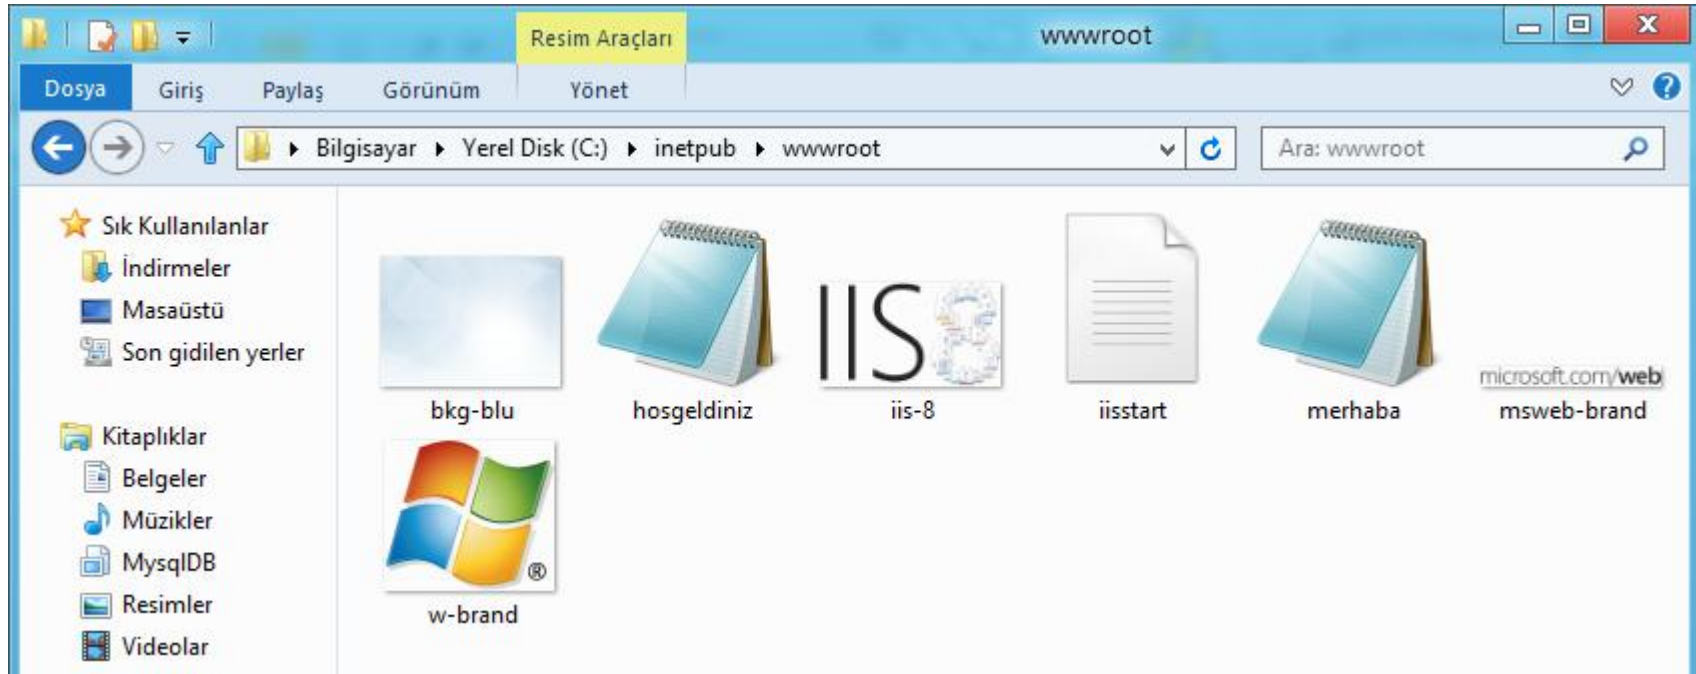 Resim Araçları
wwwroot
Dosya
Giriş
Paylaş
Görünüm
Yönet
Bilgisayar
Yerel Disk (C:)
inetpub
wwwroot
Ara: wwwroot
Sık Kullanılanlar
İndirmeler
Masaüstü
Son gidilen yerler
Kitaplıklar
Belgeler
Müzikler
MysqlDB
Resimler
Videolar
IIS8
microsoft.com/web
bkg-blu
hosgeldiniz
iis-8
iisstart
merhaba
msweb-brand
®
w-brand